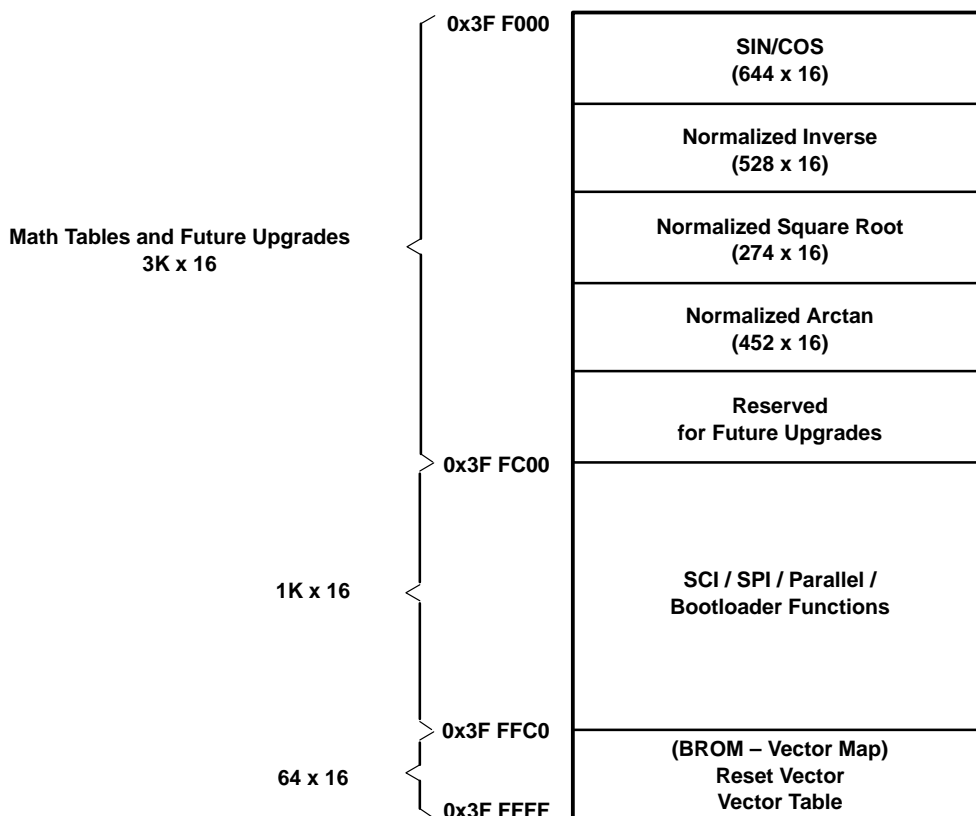 0x3F F000
SIN/COS
(644 x 16)
Normalized Inverse
(528 x 16)
Math Tables and Future Upgrades
3K x 16
Normalized Square Root
(274 x 16)
Normalized Arctan
(452 x 16)
Reserved
for Future Upgrades
0x3F FC00
1K x 16
SCI / SPI / Parallel /
Bootloader Functions
0x3F FFC0
64 x 16
(BROM – Vector Map)
Reset Vector
Vector Table
0x3F FFFF